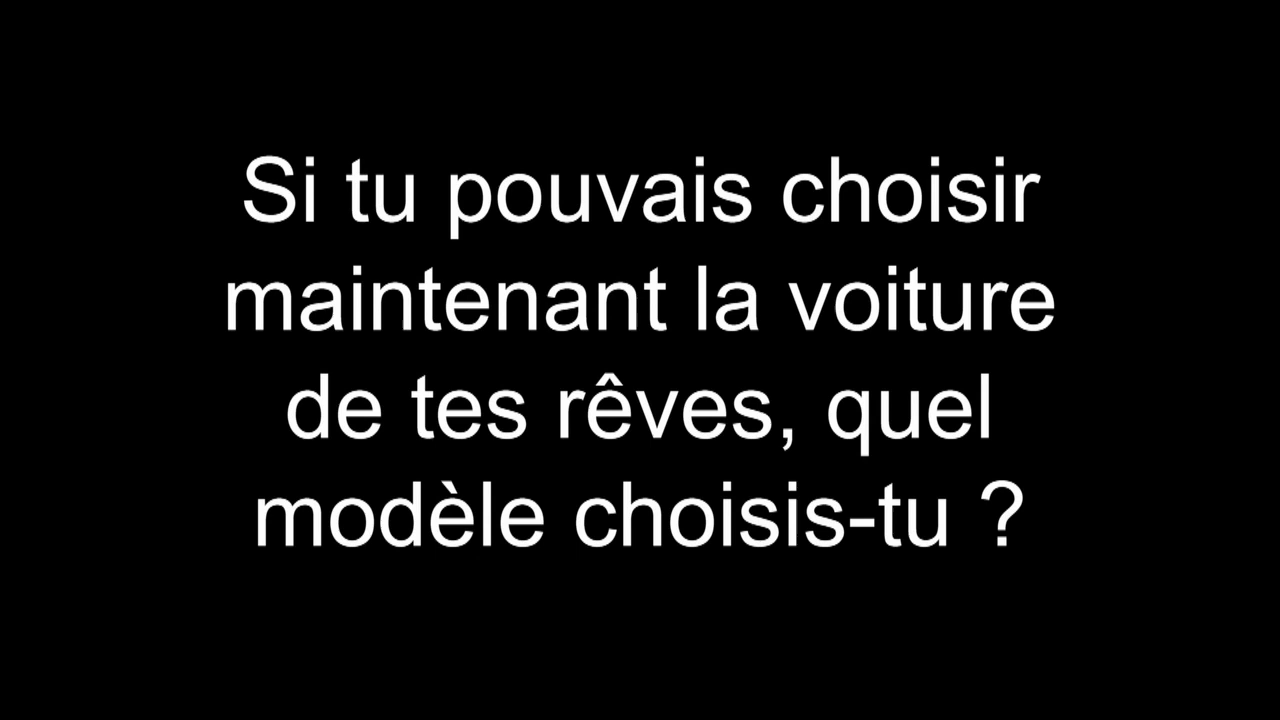 Si tu pouvais choisir
maintenant la voiture
de tes rêves, quel
modèle choisis-tu ?